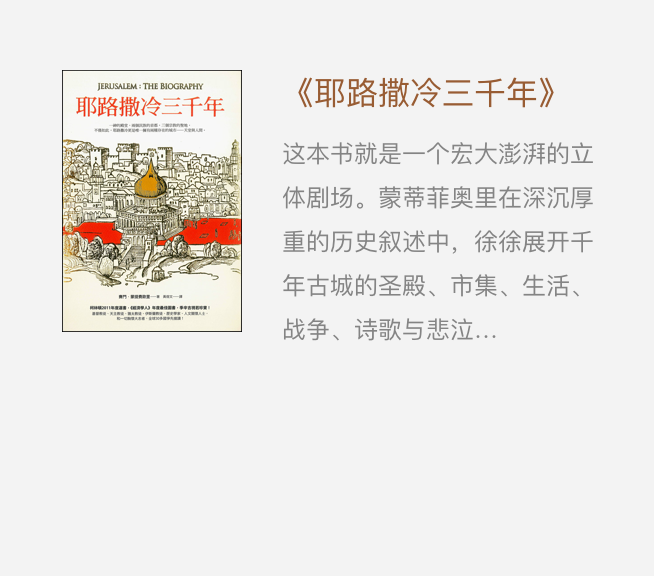 JERUSALEM : THE BIOGRAPHY
耶路撒冷三千年
《耶路撒冷三千年》
这本书就是一个宏大澎湃的立
体剧场。蒙蒂菲奥里在深沉厚
重的历史叙述中，徐徐展开千
年古城的圣殿、市集、生活、
战争、诗歌与悲泣...